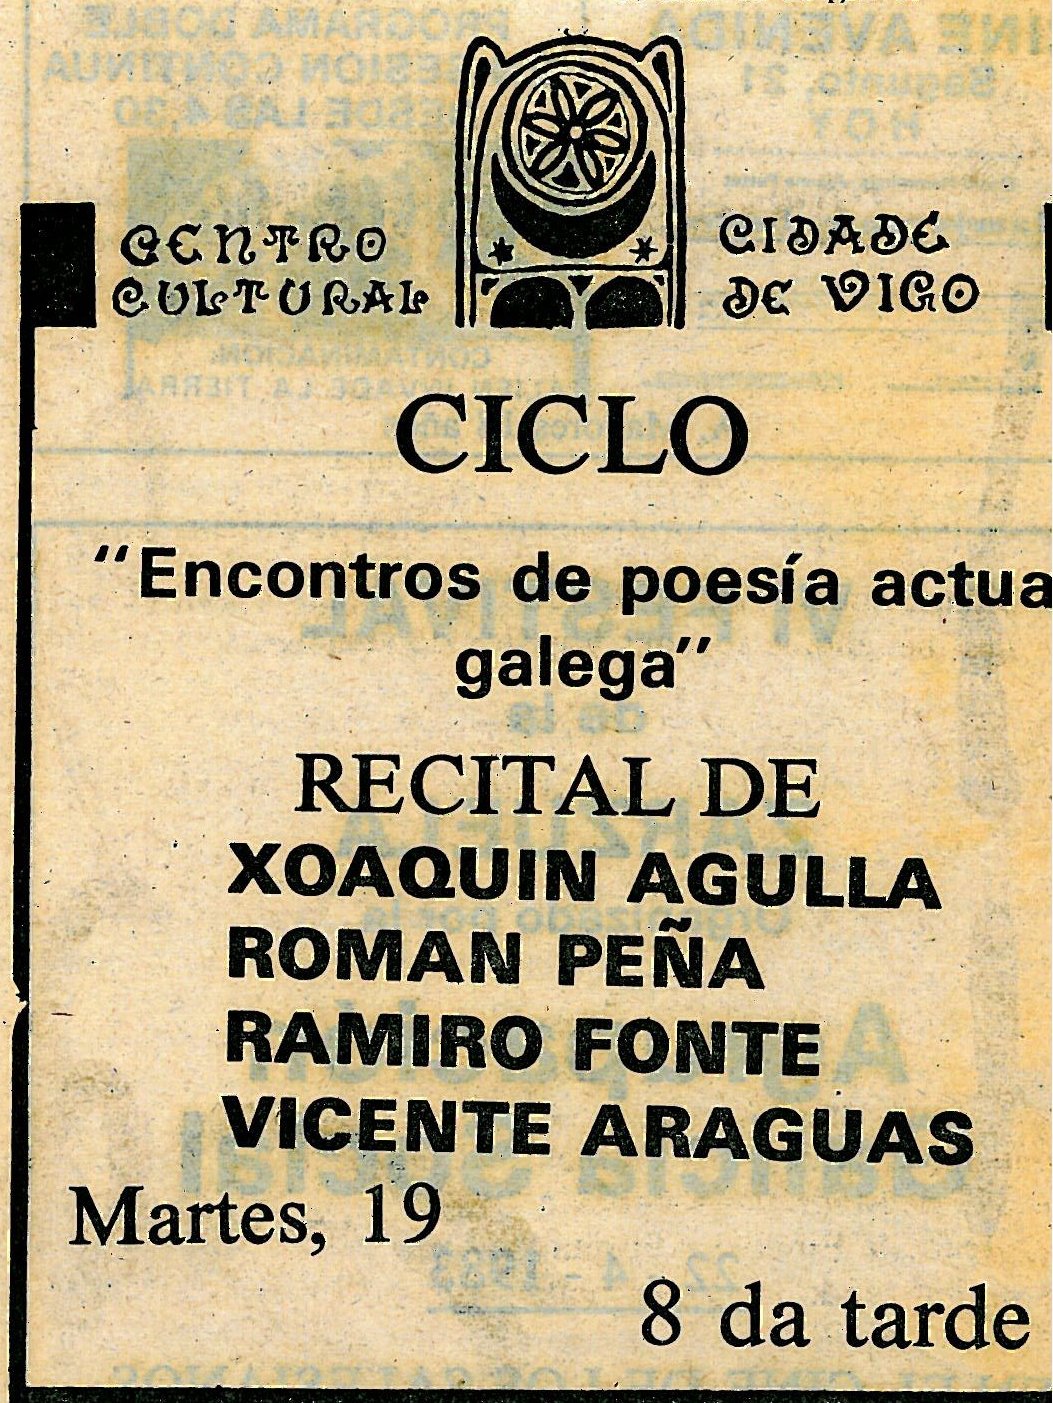 CENTRO
CULTURAL
CIDADE
DE VIGO
CICLO
"Encontros de poesía actua
galega"
RECITAL DE
XOAQUIN AGULLA
ROMAN PEÑA
RAMIRO FONTE
VICENTE ARAGUAS
Martes, 19
8 da tarde